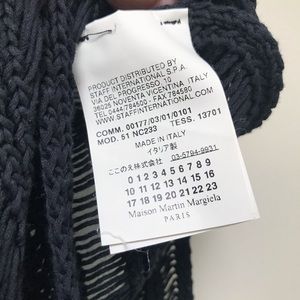 PRODUCT DISTRIBUTED BY
STAFF INTERNATIONAL S.P.A.
VIA DEL PROGRESSO, 10
36025 NOVENTA VICENTINA, ITALY
TEL 0444/784500 - FAX 784580
WWW.STAFFINTERNATIONAL.COM
COMM. 00177/03/01/0101
MOD. 51 NC233 TESS. 13701
MADE IN ITALY
イタリア製
ここのえ株式会社 03-5794-9931
0 1 2 3 4 5 6 7 8 9
10 11 12 13 14 15 16
17 18 19 20 21 22 23
Maison Martin Margiela
PARIS